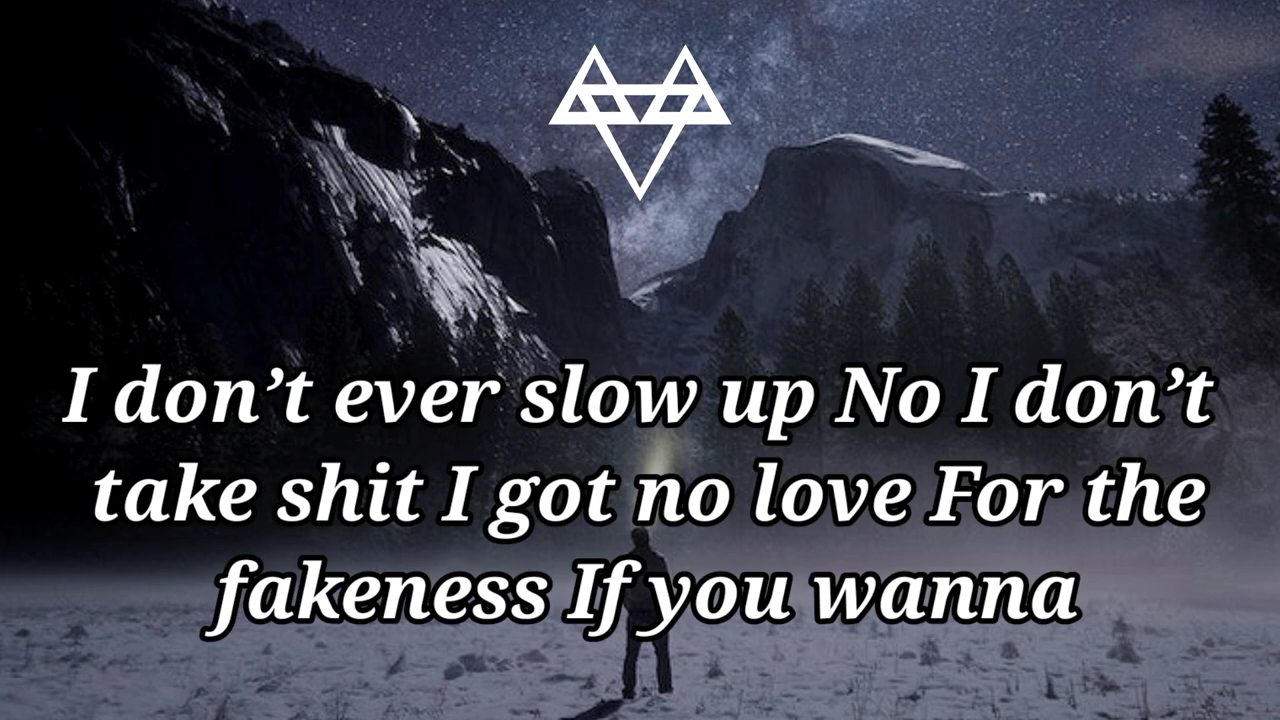 I don’t ever slow up No I don’t
take shit I got no love For the
fakeness If you wanna